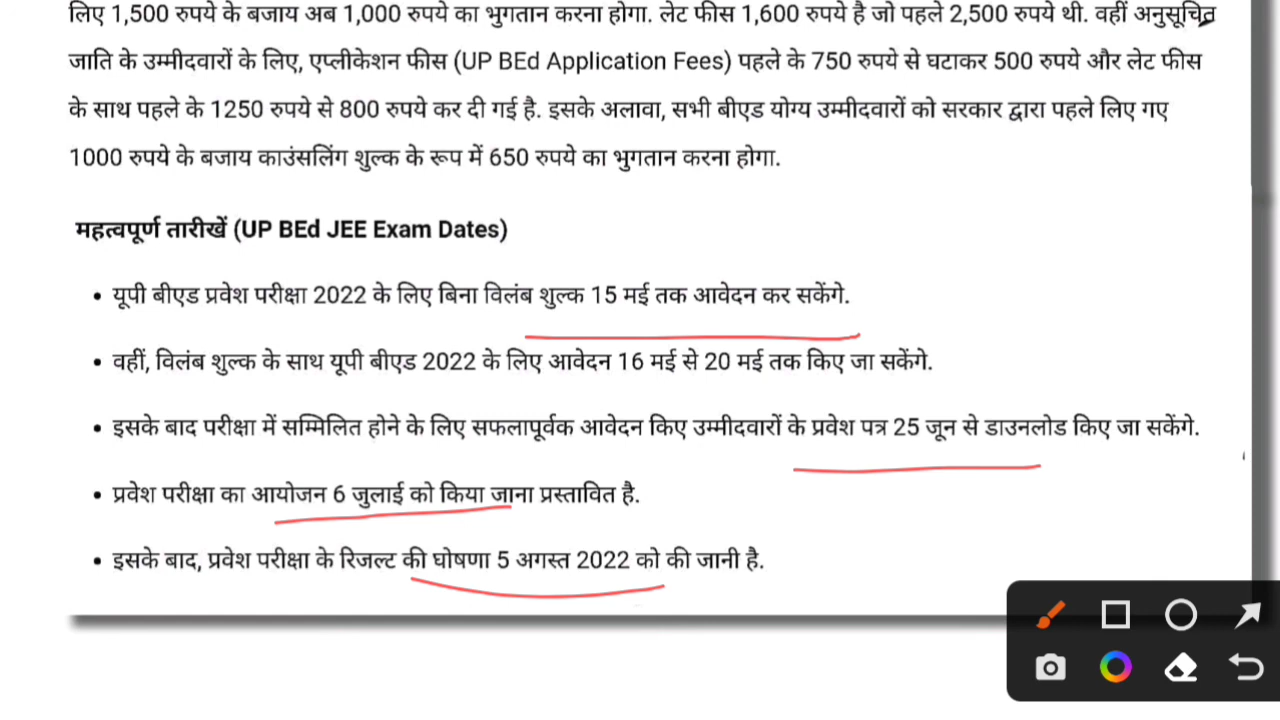 लिए 1,500 रुपये के बजाय अब 1,000 रुपये का भुगतान करना होगा. लेट फीस 1,600 रुपये है जो पहले 2,500 रुपये थी. वहीं अनुसूचित
जाति के उम्मीदवारों के लिए, एप्लीकेशन फीस (UP BEd Application Fees) पहले के 750 रुपये से घटाकर 500 रुपये और लेट फीस
के साथ पहले के 1250 रुपये से 800 रुपये कर दी गई है. इसके अलावा, सभी बीएड योग्य उम्मीदवारों को सरकार द्वारा पहले लिए गए
1000 रुपये के बजाय काउंसलिंग शुल्क के रूप में 650 रुपये का भुगतान करना होगा.
महत्वपूर्ण तारीखें (UP BEd JEE Exam Dates)
• यूपी बीएड प्रवेश परीक्षा 2022 के लिए बिना विलंब शुल्क 15 मई तक आवेदन कर सकेंगे.
• वहीं, विलंब शुल्क के साथ यूपी बीएड 2022 के लिए आवेदन 16 मई से 20 मई तक किए जा सकेंगे.
• इसके बाद परीक्षा में सम्मिलित होने के लिए सफलापूर्वक आवेदन किए उम्मीदवारों के प्रवेश पत्र 25 जून से डाउनलोड किए जा सकेंगे.
• प्रवेश परीक्षा का आयोजन 6 जुलाई को किया जाना प्रस्तावित है.
• इसके बाद, प्रवेश परीक्षा के रिजल्ट की घोषणा 5 अगस्त 2022 को की जानी है.